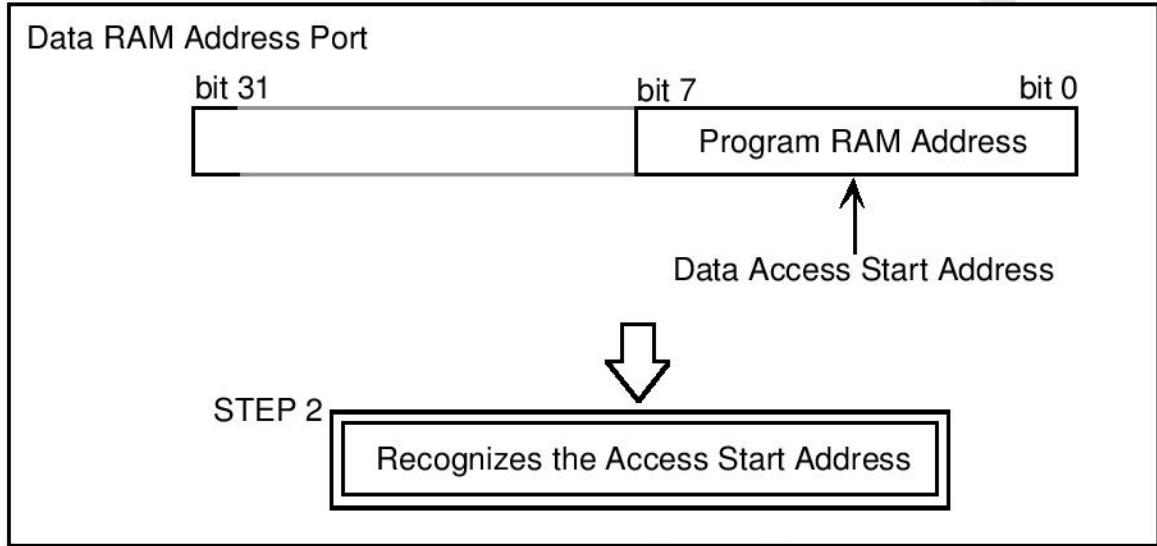 Data RAM Address Port
bit 31 bit 7 bit 0
Program RAM Address
Data Access Start Address
STEP 2
Recognizes the Access Start Address